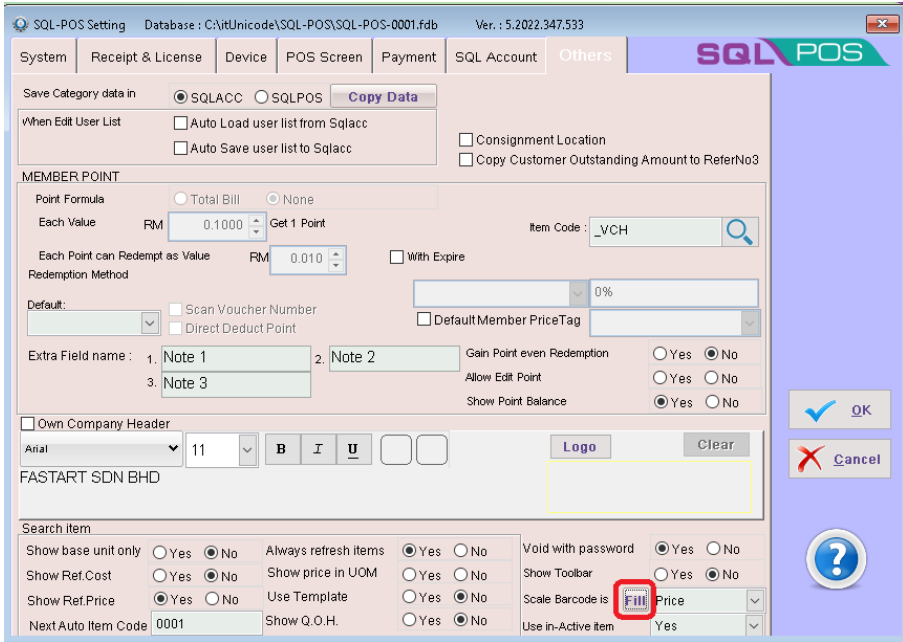 SQL-POS Setting Database : C:\itUnicode\SQL-POS\SQL-POS-0001.fdb Ver. : 5.2022.347.533
System Receipt & License Device POS Screen Payment SQL Account Others
SQL POS
Save Category data in SQLACC SQLPOS Copy Data
When Edit User List Auto Load user list from Sqlacc
Auto Save user list to Sqlacc
Consignment Location
Copy Customer Outstanding Amount to ReferNo3
MEMBER POINT
Point Formula Total Bill None
Each Value RM 0.1000 Get 1 Point Item Code : _VCH
Each Point can Redempt as Value RM 0.010 With Expire
Redemption Method
0%
Default: Scan Voucher Number
Direct Deduct Point Default Member PriceTag
Extra Field name : 1. Note 1 2. Note 2 Gain Point even Redemption Yes No
3. Note 3 Allow Edit Point Yes No
Show Point Balance Yes No
OK
Own Company Header
Arial 11 B I U Logo Clear
Cancel
FASTART SDN BHD
Search item
Show base unit only Yes No Always refresh items Yes No Void with password Yes No
Show Ref.Cost Yes No Show price in UOM Yes No Show Toolbar Yes No
Show Ref.Price Yes No Use Template Yes No Scale Barcode is Fill Price
Next Auto Item Code 0001 Show Q.O.H. Yes No Use in-Active item Yes
?